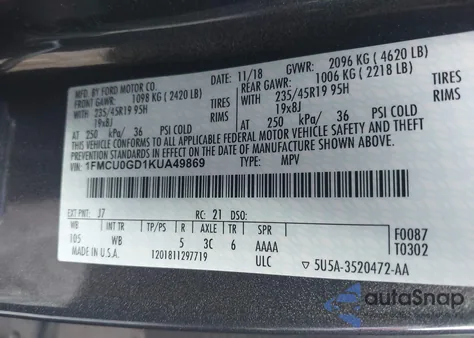 MFD. BY FORD MOTOR CO. 11/18 GVWR: 2096 KG (4620 LB)
FRONT GAWR: 1098 KG (2420 LB) REAR GAWR: 1006 KG (2218 LB)
WITH 235/45R19 95H TIRES WITH 235/45R19 95H TIRES
19x8J RIMS 19x8J RIMS
AT 250 kPa/ 36 PSI COLD AT 250 kPa/ 36 PSI COLD
THIS VEHICLE CONFORMS TO ALL APPLICABLE FEDERAL MOTOR VEHICLE
SAFETY AND THEFT PREVENTION STANDARDS IN EFFECT ON THE DATE OF MANUFACTURE SHOWN ABOVE.
VIN: 1FMCU0GD1KUA49869 TYPE: MPV
EXT PNT: J7 RC: 21 DSO:
WB INT TR TP/PS R AXLE TR SPR
105 WB 5 3C 6 AAAA
F0087
T0302
MADE IN U.S.A. 1201811297719 ULC
5U5A-3520472-AA
autoSnap